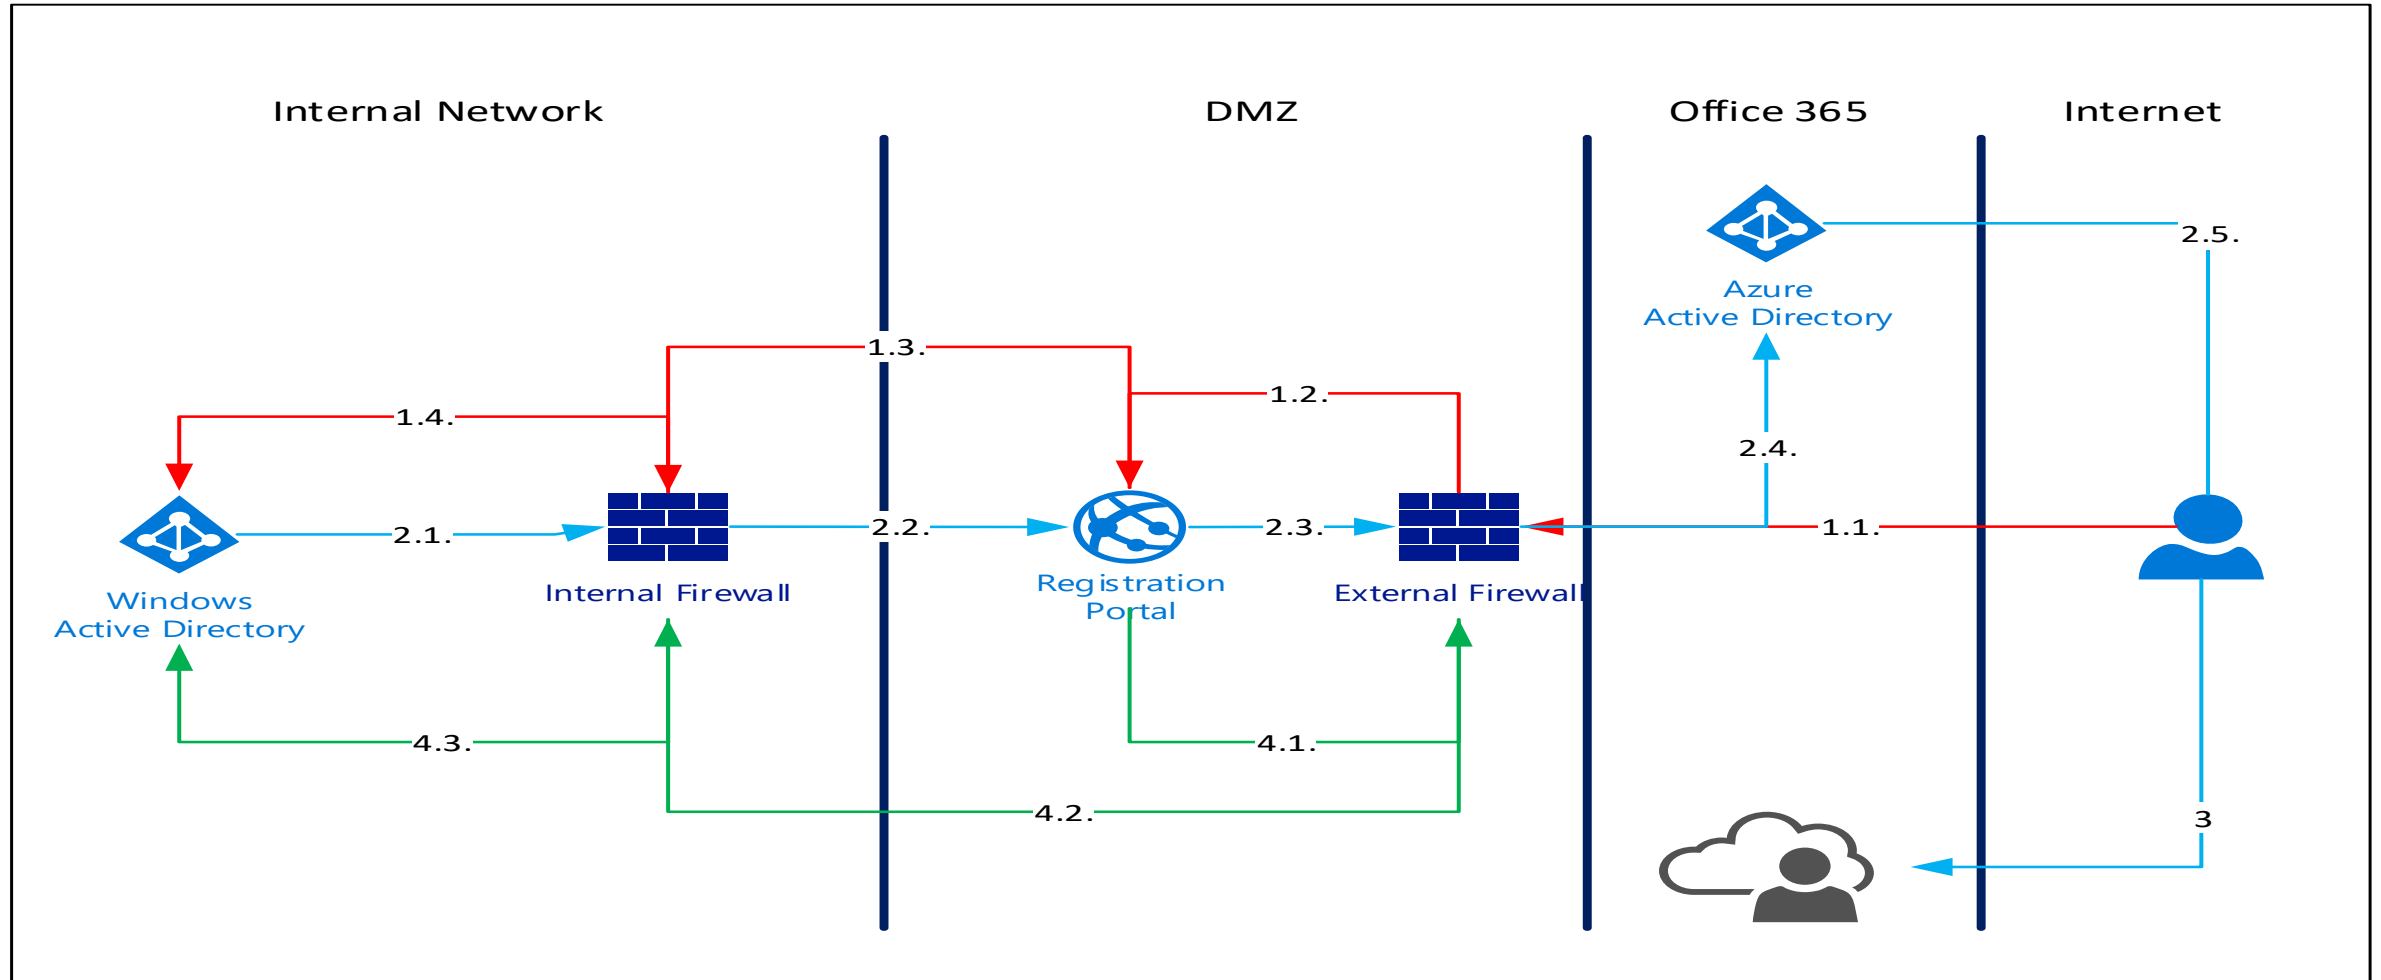 Internal Network
DMZ
Office 365
Internet
2.5.
Azure
Active Directory
1.3.
1.2.
1.4.
2.4.
2.1.
2.2.
2.3.
1.1.
Internal Firewall
Registration
Portal
External Firewall
Windows
Active Directory
4.3.
4.1.
4.2.
3